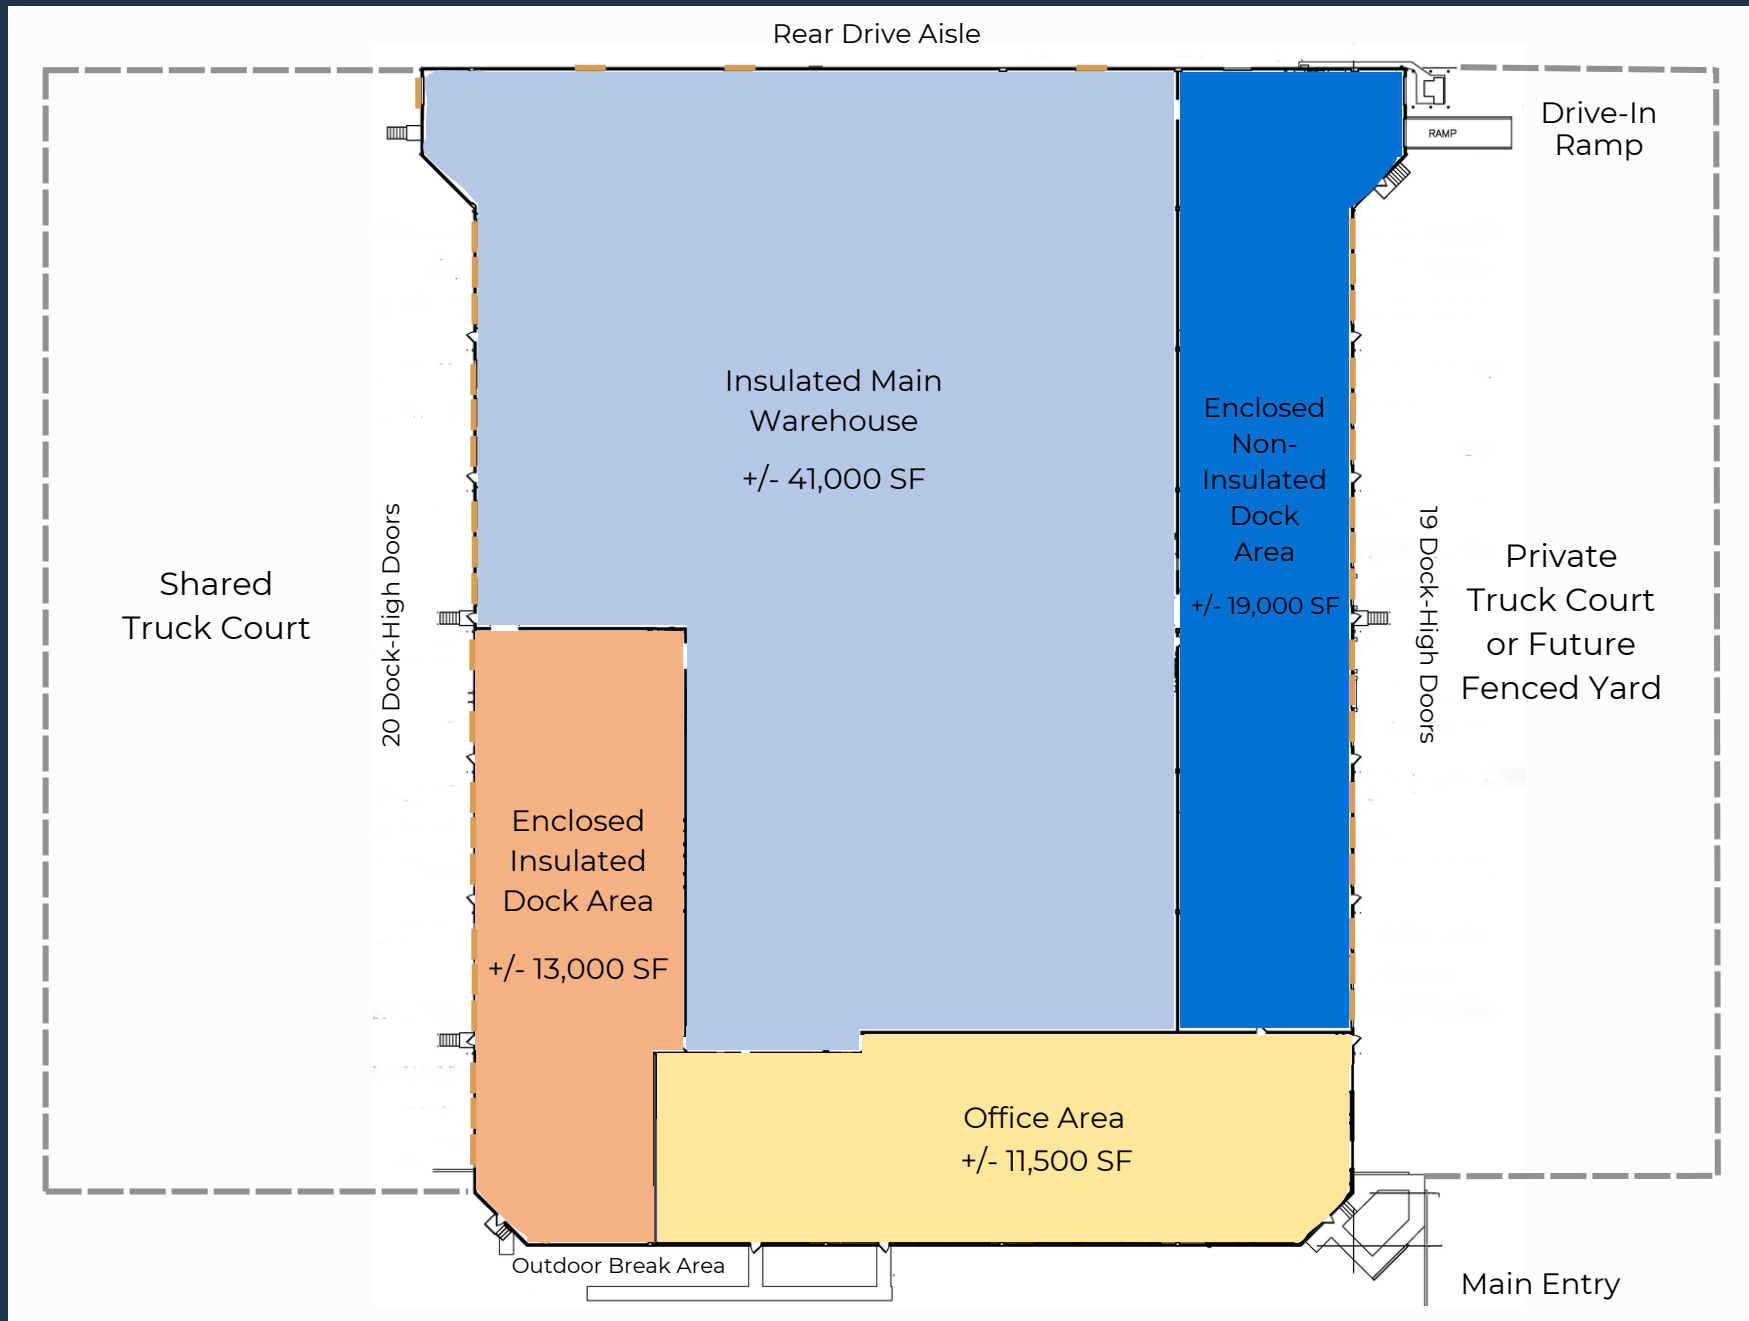 Rear Drive Aisle
Drive-In
Ramp
RAMP
Insulated Main
Warehouse
+/- 41,000 SF
Enclosed
Non-
Insulated
Dock
Area
+/- 19,000 SF
Shared
Truck Court
20 Dock-High Doors
19 Dock-High Doors
Private
Truck Court
or Future
Fenced Yard
Enclosed
Insulated
Dock Area
+/- 13,000 SF
Office Area
+/- 11,500 SF
Outdoor Break Area
Main Entry